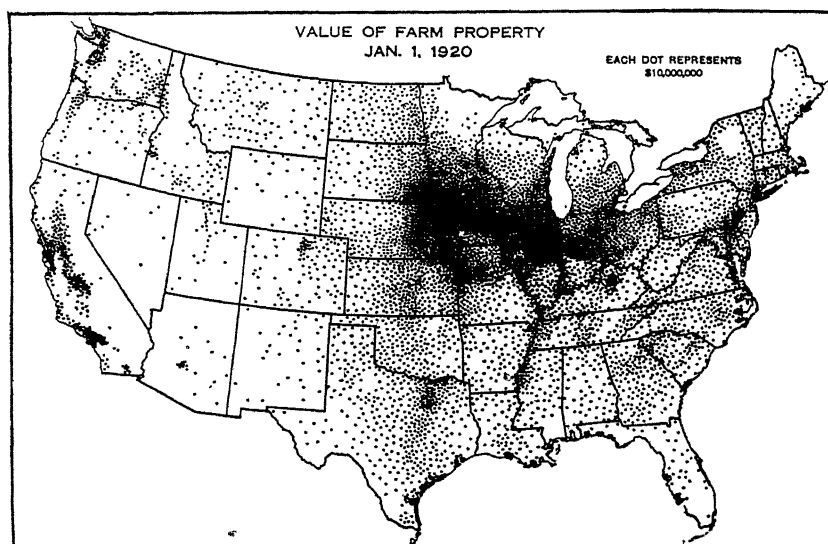 VALUE OF FARM PROPERTY
JAN. 1, 1920
EACH DOT REPRESENTS
$10,000,000